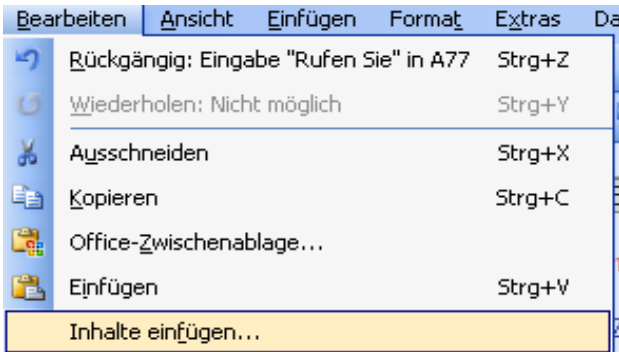 Bearbeiten Ansicht Einfügen Format Extras Da
Rückgängig: Eingabe "Rufen Sie" in A77 Strg+Z
Wiederholen: Nicht möglich Strg+Y
Ausschneiden Strg+X
Kopieren Strg+C
Office-Zwischenablage...
Einfügen Strg+V
Inhalte einfügen...